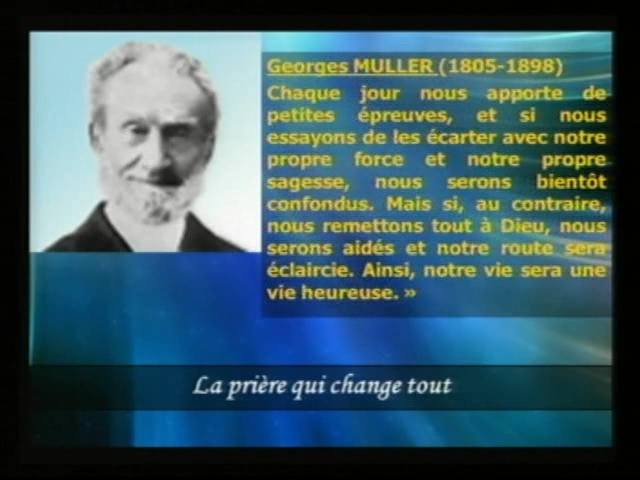 Georges MULLER (1805-1898)
Chaque jour nous apporte de
petites épreuves, et si nous
essayons de les écarter avec notre
propre force et notre propre
sagesse, nous serons bientôt
confondus. Mais si, au contraire,
nous remettons tout à Dieu, nous
serons aidés et notre route sera
éclaircie. Ainsi, notre vie sera une
vie heureuse. »
La prière qui change tout